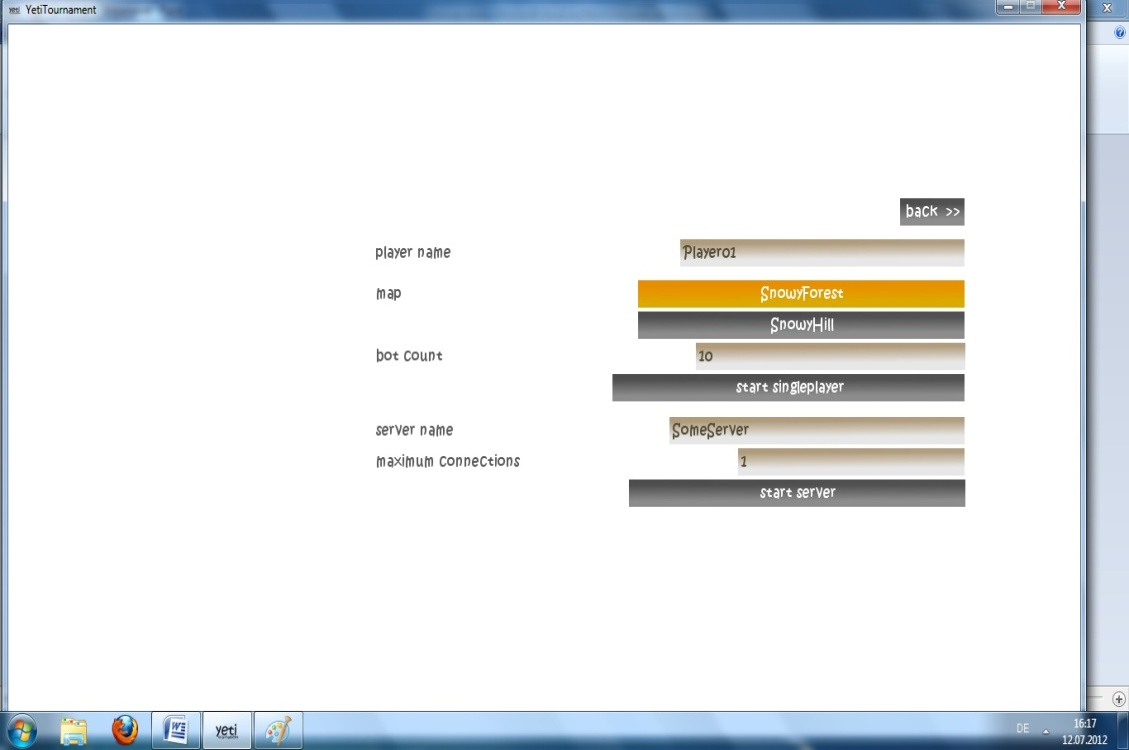 yeti YetiTournament
back >>
player name Player01
map SnowyForest
SnowyHill
bot count 10
start singleplayer
server name SomeServer
maximum connections 1
start server
yeti DE 16:17
12.07.2012